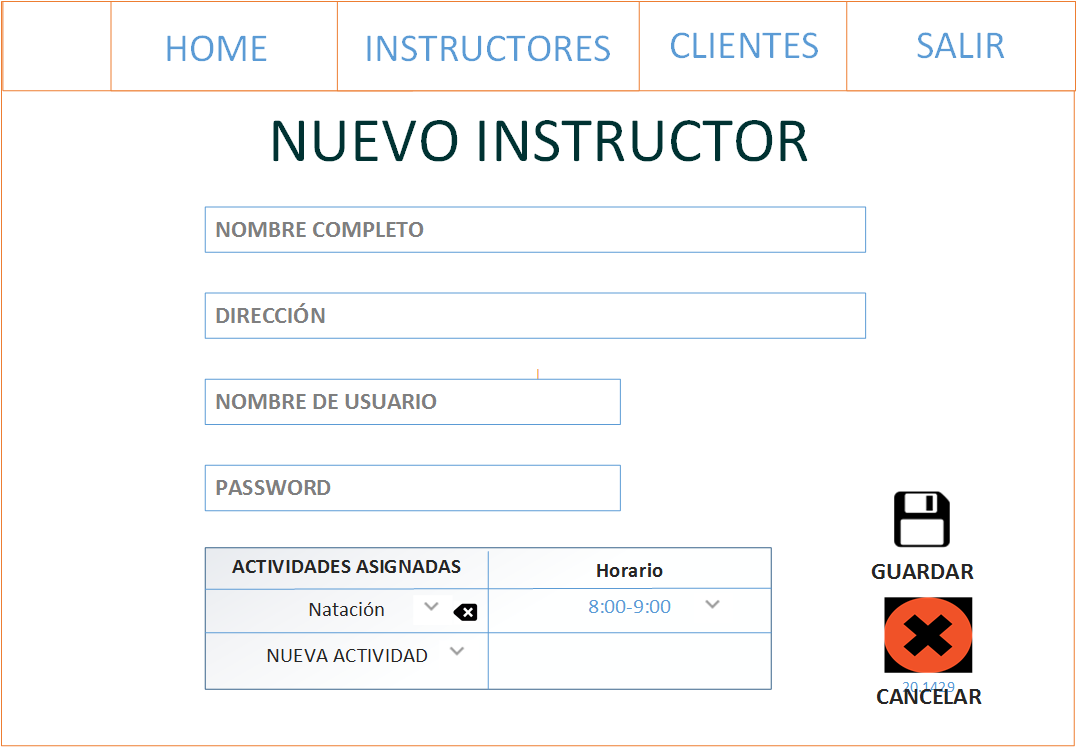 HOME INSTRUCTORES CLIENTES SALIR
NUEVO INSTRUCTOR
NOMBRE COMPLETO
DIRECCIÓN
NOMBRE DE USUARIO
PASSWORD
ACTIVIDADES ASIGNADAS Horario
Natación 8:00-9:00
NUEVA ACTIVIDAD
GUARDAR
20.1429
CANCELAR